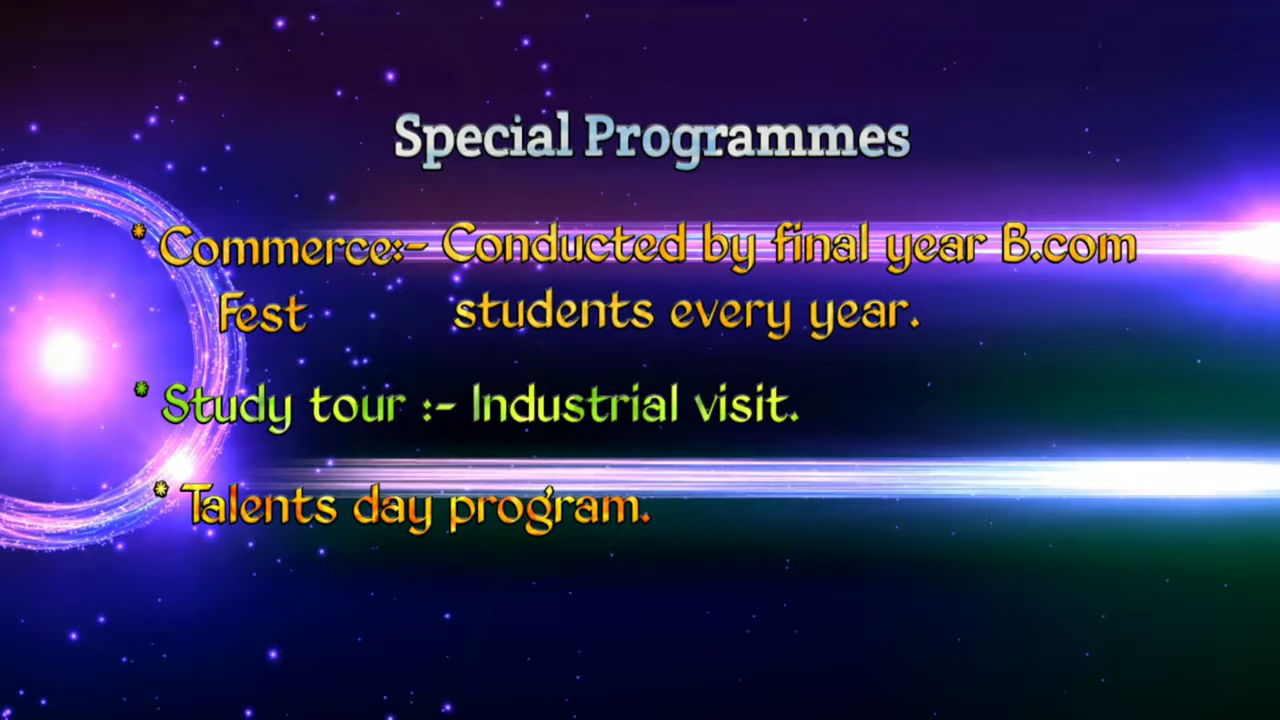 Special Programmes
* Commerce:- Conducted by final year B.com
Fest students every year.
* Study tour :- Industrial visit.
* Talents day program.